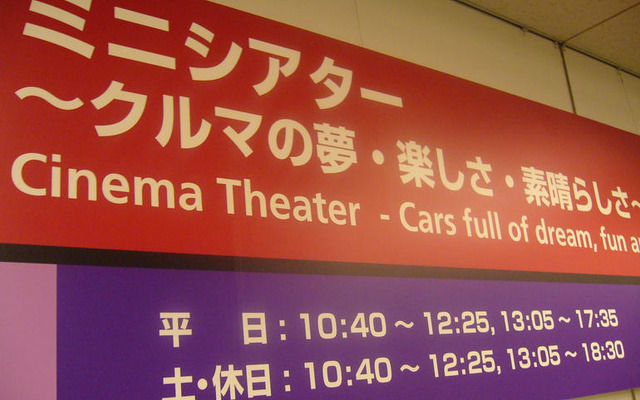 ミニシアター
～クルマの夢・楽しさ・素晴らしさ～
Cinema Theater - Cars full of dream, fun
平 日 : 10:40 ～ 12:25, 13:05 ～ 17:35
土・休日 : 10:40 ～ 12:25, 13:05 ～ 18:30